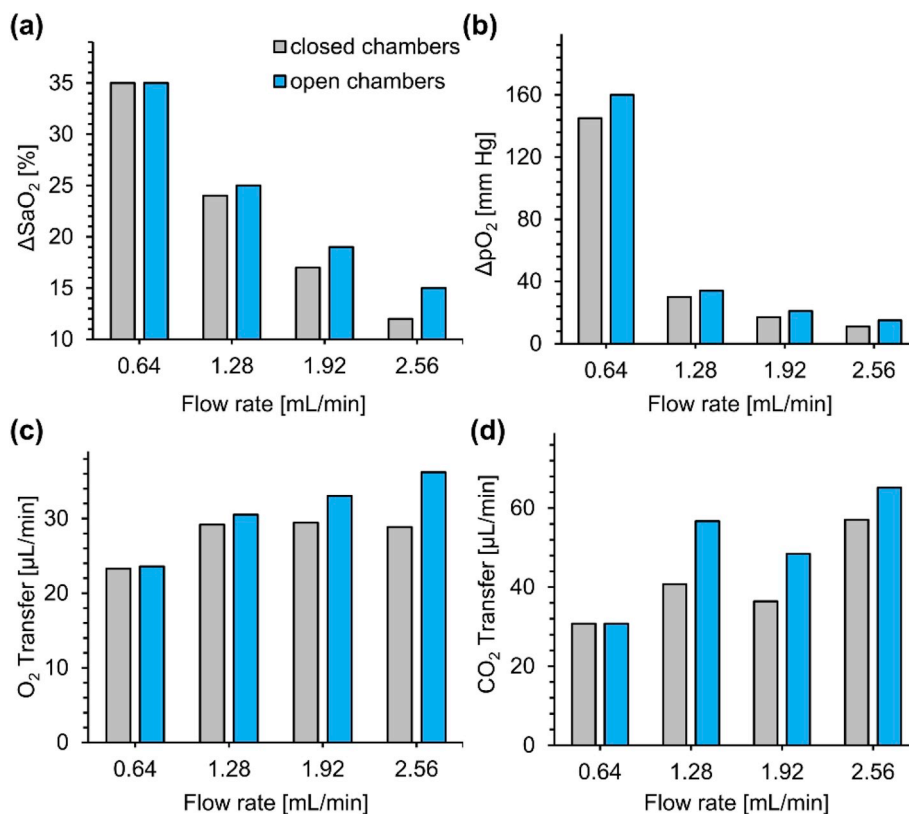 (a)
closed chambers
open chambers
ΔSaO₂ [%]
35
35
25
15
10
0.64 1.28 1.92 2.56
Flow rate [mL/min]
(b)
ΔpO₂ [mm Hg]
160
120
80
40
0
0.64 1.28 1.92 2.56
Flow rate [mL/min]
(c)
O₂ Transfer [µL/min]
30
20
10
0
0.64 1.28 1.92 2.56
Flow rate [mL/min]
(d)
CO₂ Transfer [µL/min]
60
40
20
0
0.64 1.28 1.92 2.56
Flow rate [mL/min]